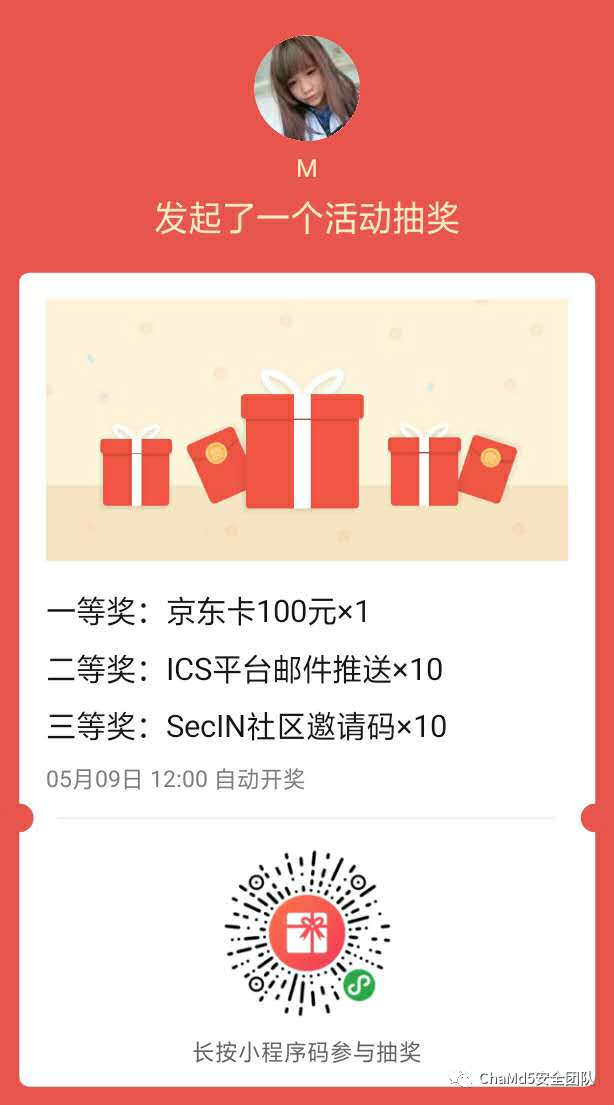 M
发起了一个活动抽奖
一等奖：京东卡100元×1
二等奖：ICS平台邮件推送×10
三等奖：SecIN社区邀请码×10
05月09日 12:00 自动开奖
长按小程序码参与抽奖
ChaMd5安全团队